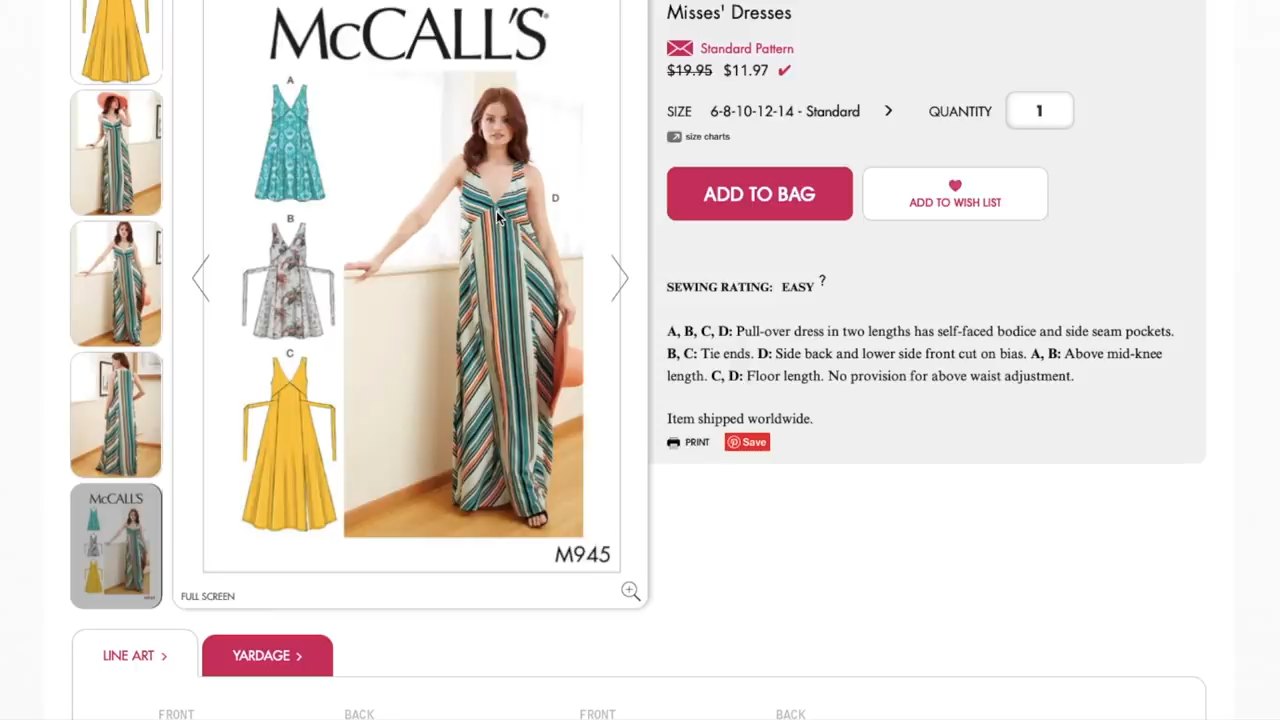 Misses' Dresses
McCALL'S
Standard Pattern
$19.95 $11.97
A
SIZE 6-8-10-12-14 - Standard > QUANTITY 1
size charts
ADD TO BAG
ADD TO WISH LIST
D
B
SEWING RATING: EASY ?
A, B, C, D: Pull-over dress in two lengths has self-faced bodice and side seam pockets.
B, C: Tie ends. D: Side back and lower side front cut on bias. A, B: Above mid-knee
length. C, D: Floor length. No provision for above waist adjustment.
C
Item shipped worldwide.
PRINT Save
McCALL'S
M945
FULL SCREEN
LINE ART > YARDAGE >
FRONT BACK FRONT BACK